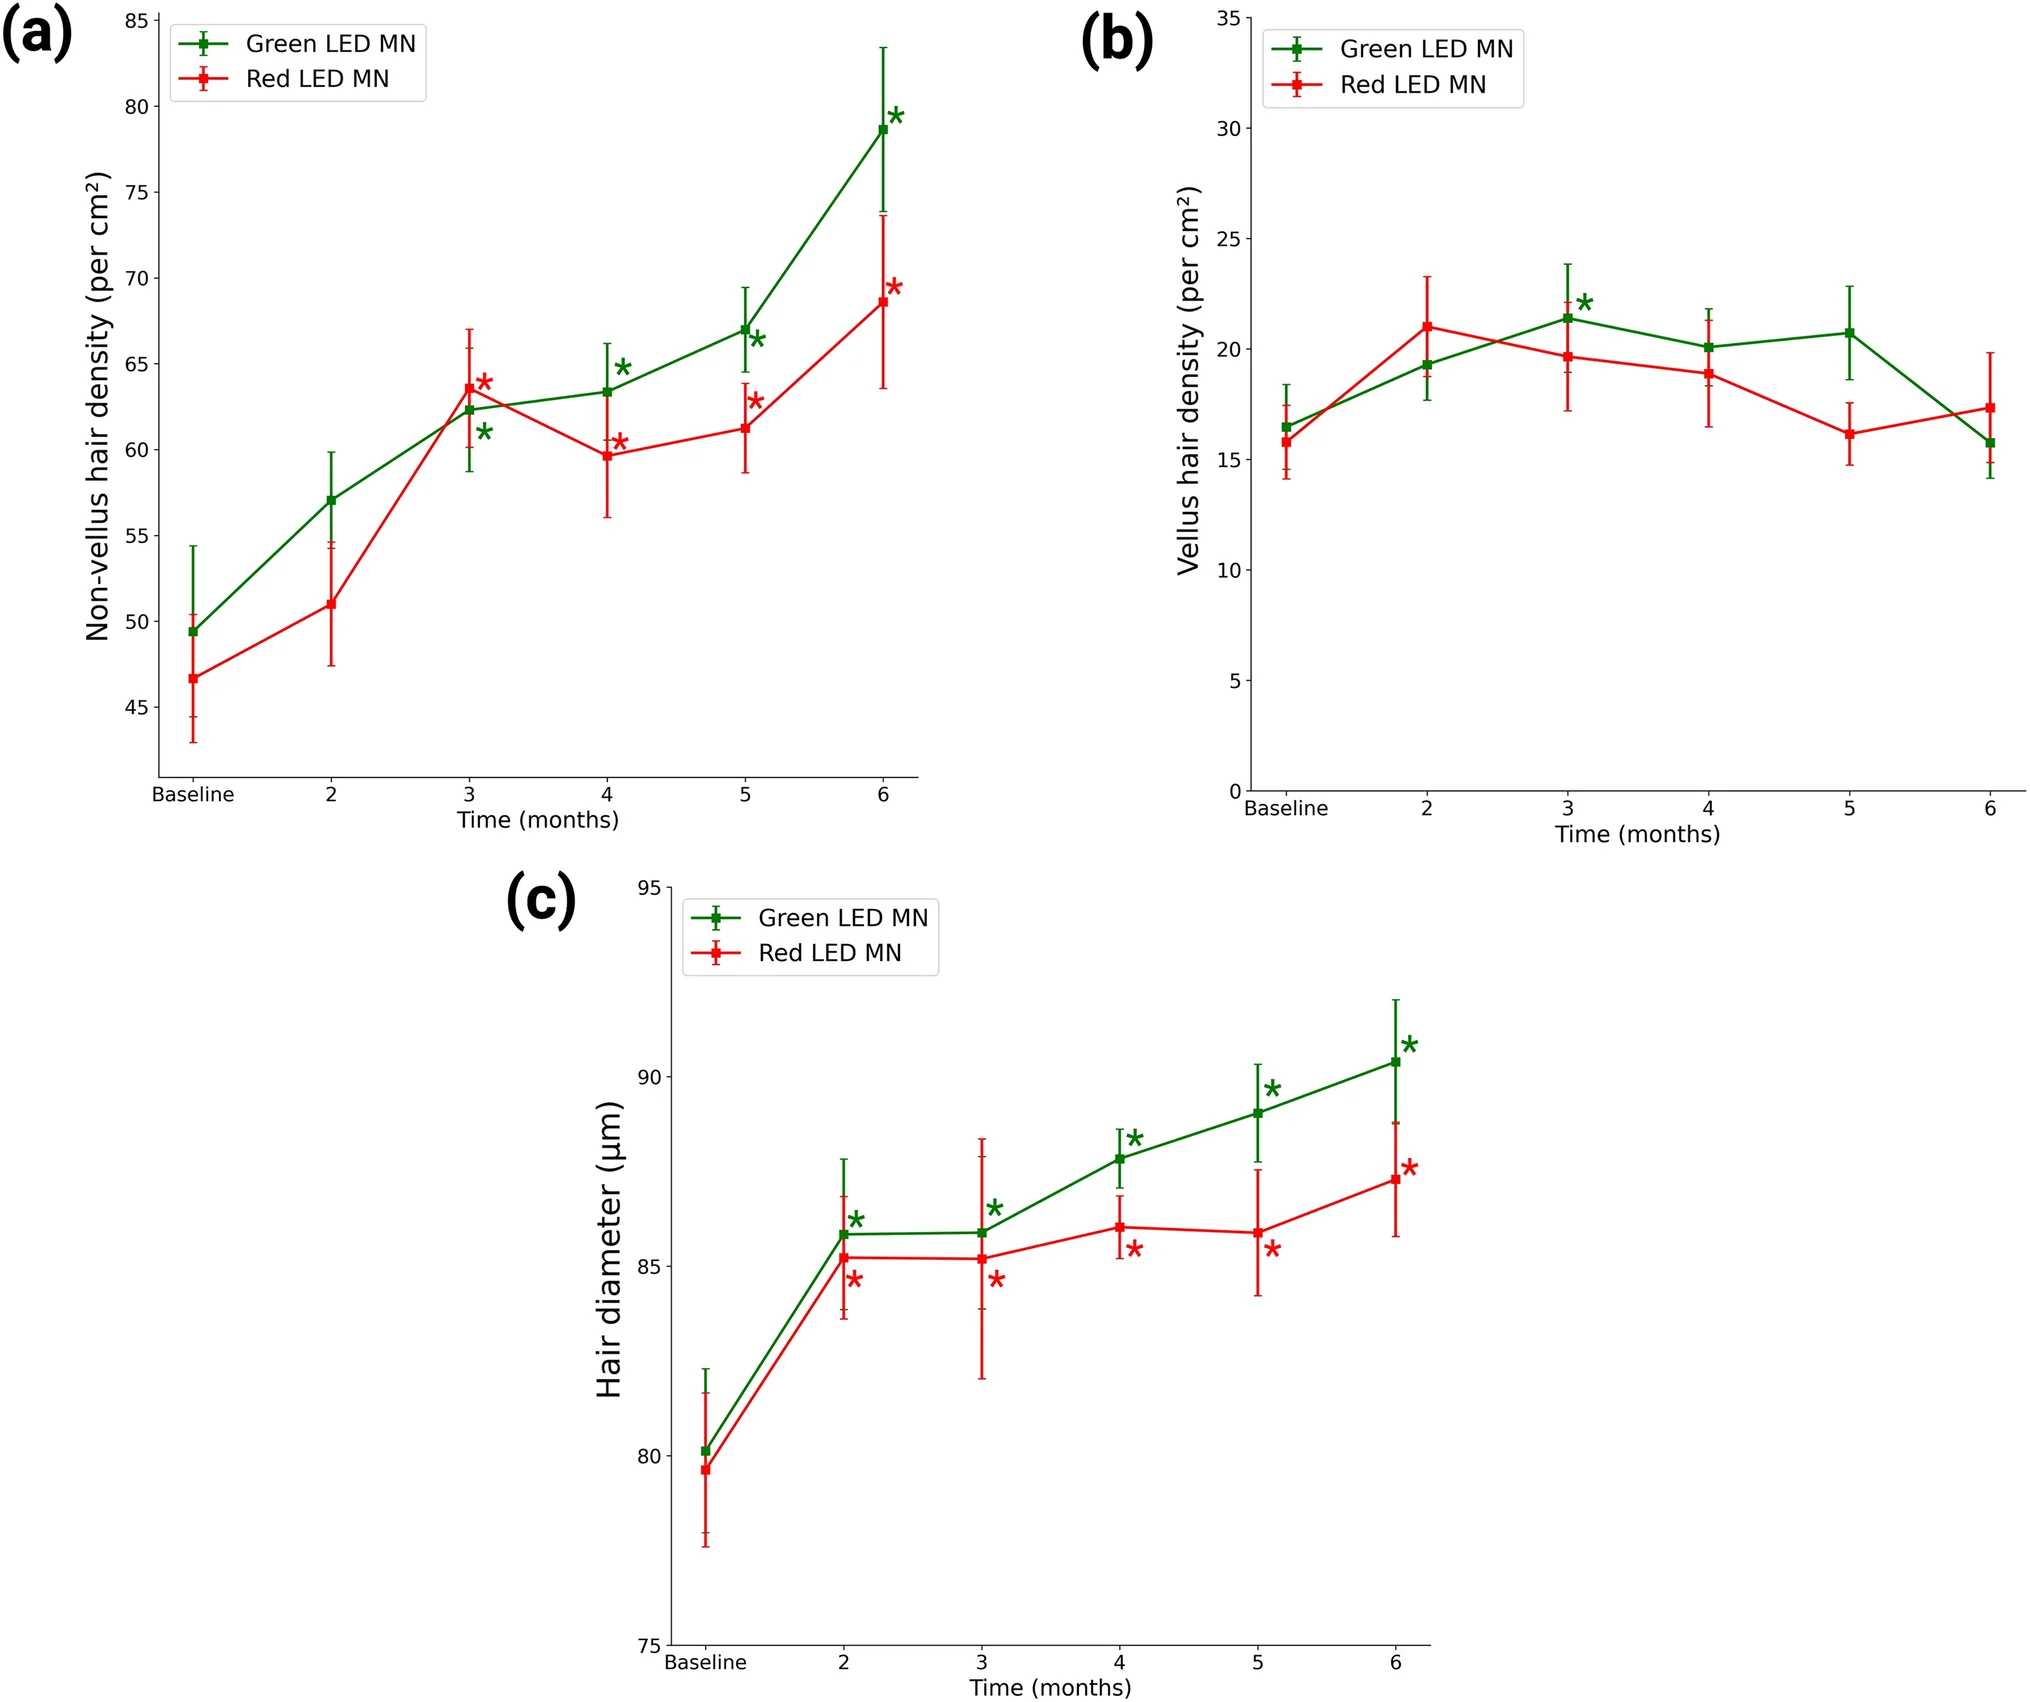 (a)
Green LED MN
Red LED MN
85
80
75
70
65
60
55
50
45
Non-vellus hair density (per cm²)
* * * * * * * *
Baseline 2 3 4 5 6
Time (months)
(b)
Green LED MN
Red LED MN
35
30
25
20
15
10
5
0
Vellus hair density (per cm²)
*
Baseline 2 3 4 5 6
Time (months)
(c)
Green LED MN
Red LED MN
95
90
85
80
75
Hair diameter (µm)
* * * * * * * * * *
Baseline 2 3 4 5 6
Time (months)